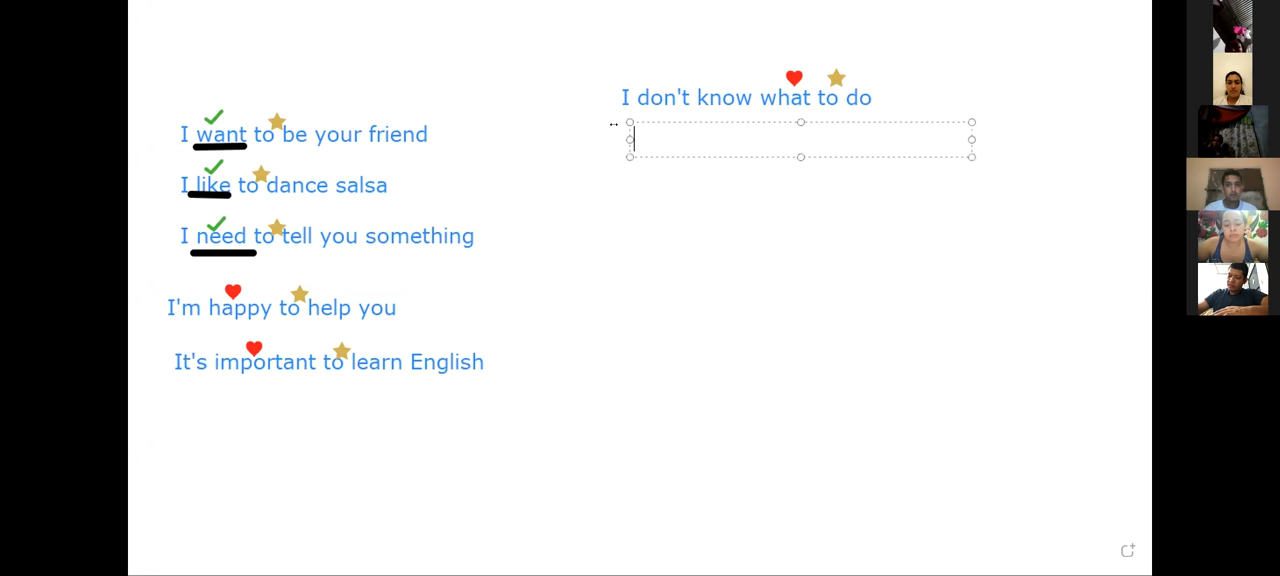 I want to be your friend
I like to dance salsa
I need to tell you something
I'm happy to help you
It's important to learn English
I don't know what to do